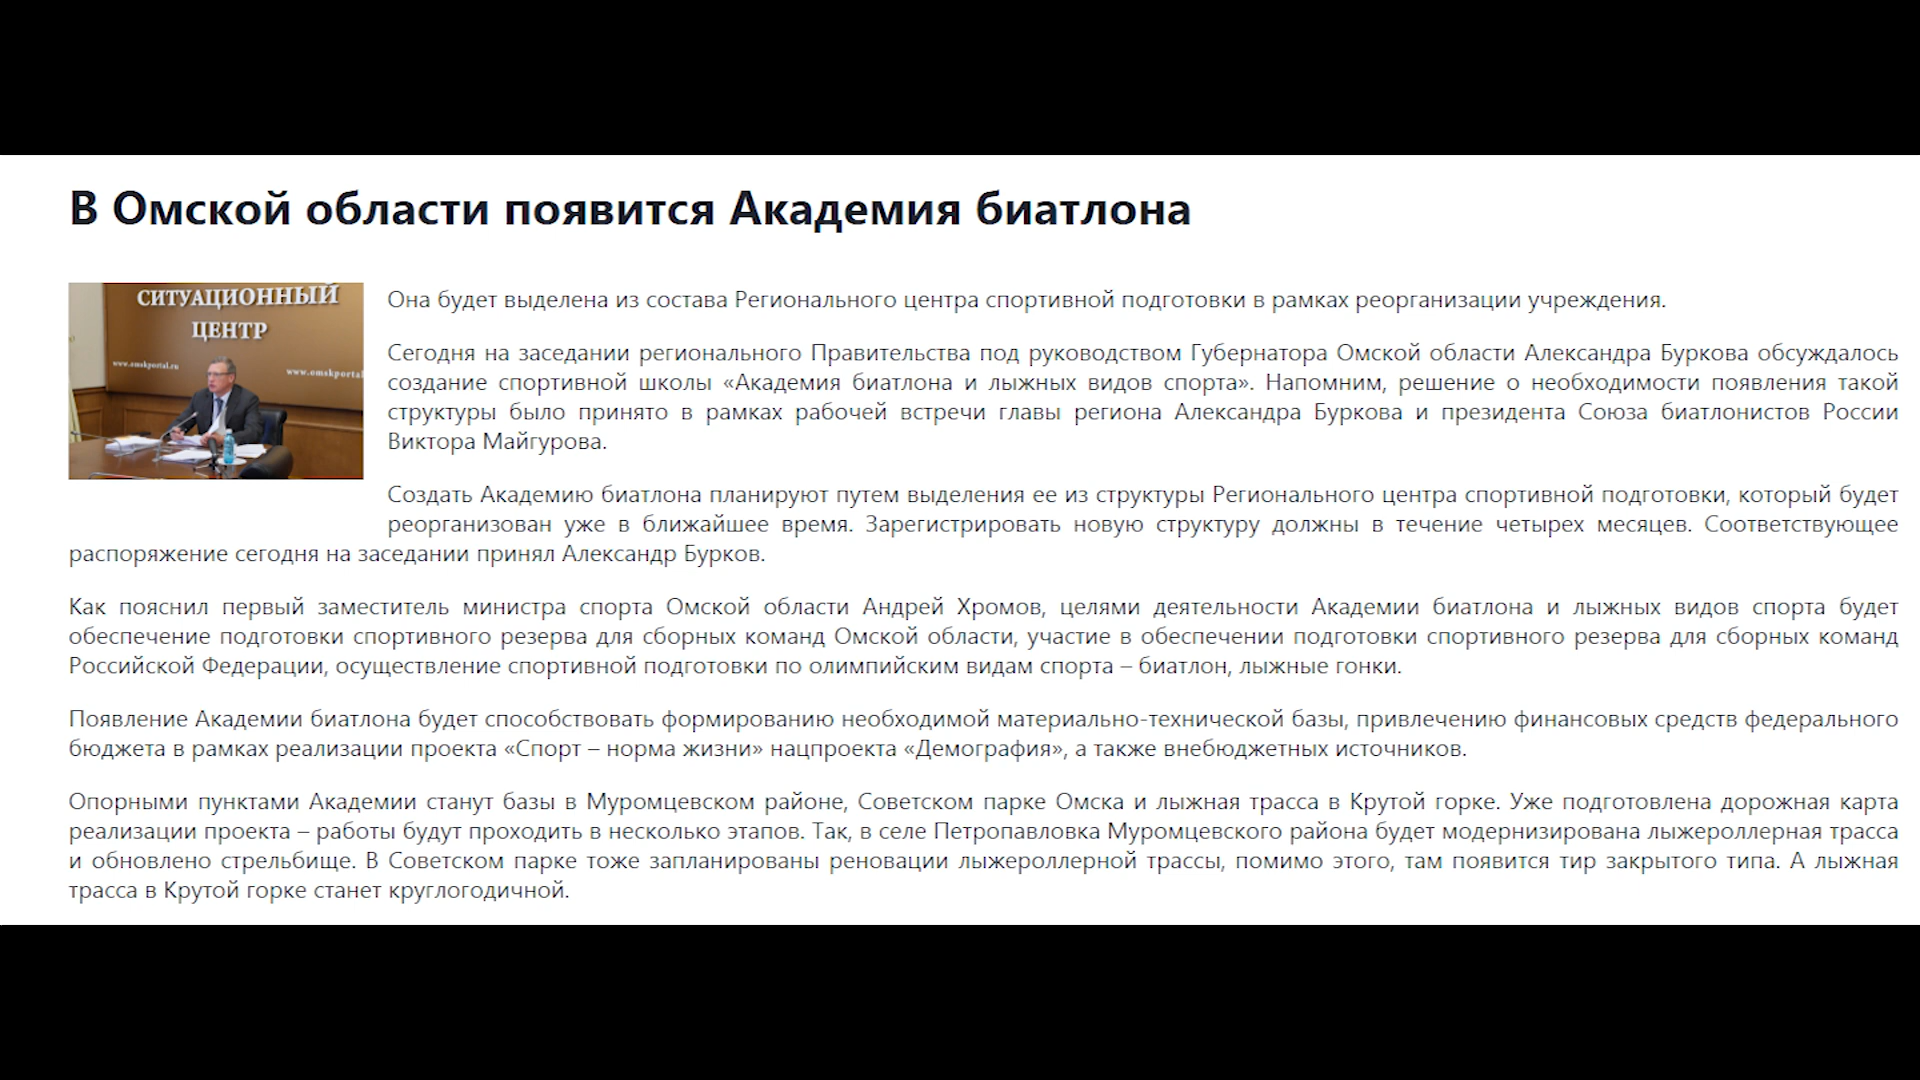 В Омской области появится Академия биатлона
СИТУАЦИОННЫЙ
ЦЕНТР
www.omskportal.ru
www.omskportal
Она будет выделена из состава Регионального центра спортивной подготовки в рамках реорганизации учреждения.
Сегодня на заседании регионального Правительства под руководством Губернатора Омской области Александра Буркова обсуждалось
создание спортивной школы «Академия биатлона и лыжных видов спорта». Напомним, решение о необходимости появления такой
структуры было принято в рамках рабочей встречи главы региона Александра Буркова и президента Союза биатлонистов России
Виктора Майгурова.
Создать Академию биатлона планируют путем выделения ее из структуры Регионального центра спортивной подготовки, который будет
реорганизован уже в ближайшее время. Зарегистрировать новую структуру должны в течение четырех месяцев. Соответствующее
распоряжение сегодня на заседании принял Александр Бурков.
Как пояснил первый заместитель министра спорта Омской области Андрей Хромов, целями деятельности Академии биатлона и лыжных видов спорта будет
обеспечение подготовки спортивного резерва для сборных команд Омской области, участие в обеспечении подготовки спортивного резерва для сборных команд
Российской Федерации, осуществление спортивной подготовки по олимпийским видам спорта – биатлон, лыжные гонки.
Появление Академии биатлона будет способствовать формированию необходимой материально-технической базы, привлечению финансовых средств федерального
бюджета в рамках реализации проекта «Спорт – норма жизни» нацпроекта «Демография», а также внебюджетных источников.
Опорными пунктами Академии станут базы в Муромцевском районе, Советском парке Омска и лыжная трасса в Крутой горке. Уже подготовлена дорожная карта
реализации проекта – работы будут проходить в несколько этапов. Так, в селе Петропавловка Муромцевского района будет модернизирована лыжероллерная трасса
и обновлено стрельбище. В Советском парке тоже запланированы реновации лыжероллерной трассы, помимо этого, там появится тир закрытого типа. А лыжная
трасса в Крутой горке станет круглогодичной.